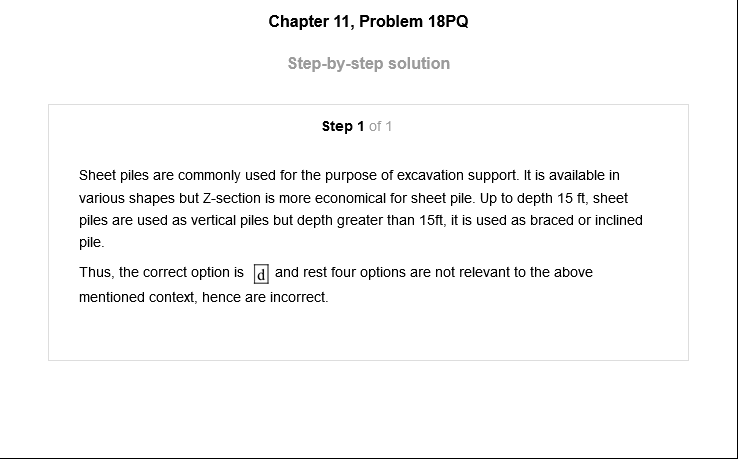 Chapter 11, Problem 18PQ
Step-by-step solution
Step 1 of 1
Sheet piles are commonly used for the purpose of excavation support. It is available in
various shapes but Z-section is more economical for sheet pile. Up to depth 15 ft, sheet
piles are used as vertical piles but depth greater than 15ft, it is used as braced or inclined
pile.
Thus, the correct option is d and rest four options are not relevant to the above
mentioned context, hence are incorrect.